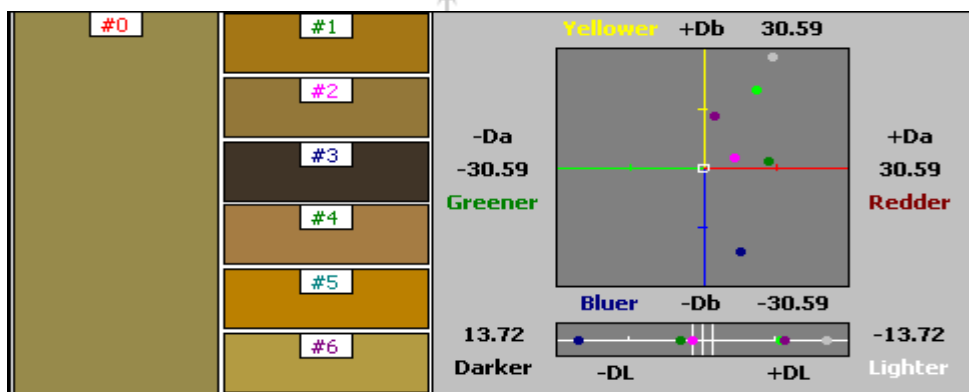 #0
#1
#2
#3
#4
#5
#6
Yellower +Db 30.59
-Da
-30.59
Greener
+Da
30.59
Redder
Bluer -Db -30.59
13.72
Darker
-DL +DL
-13.72
Lighter